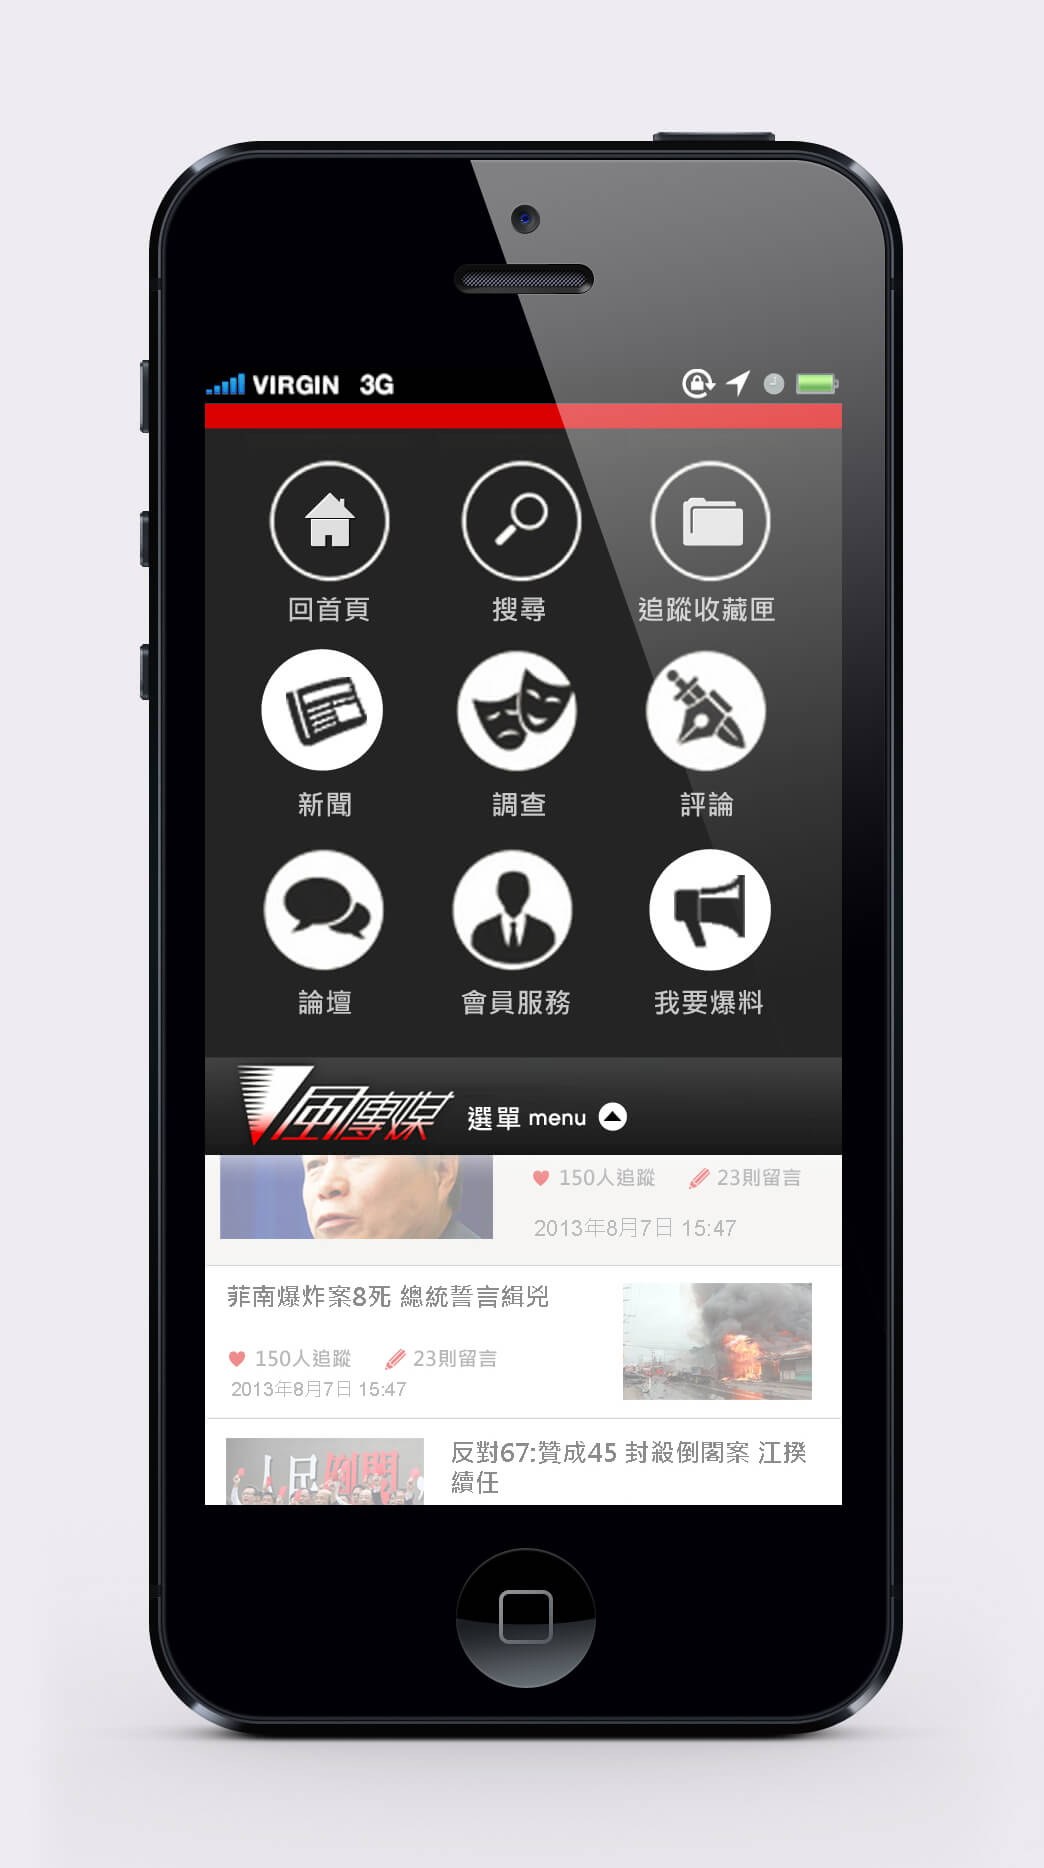 VIRGIN 3G
回首頁 搜尋 追蹤收藏匣
新聞 調查 評論
論壇 會員服務 我要爆料
風傳媒 選單 menu
150人追蹤 23則留言
2013年8月7日 15:47
菲南爆炸案8死 總統誓言緝兇
150人追蹤 23則留言
2013年8月7日 15:47
人民倒閣
反對67:贊成45 封殺倒閣案 江揆
續任